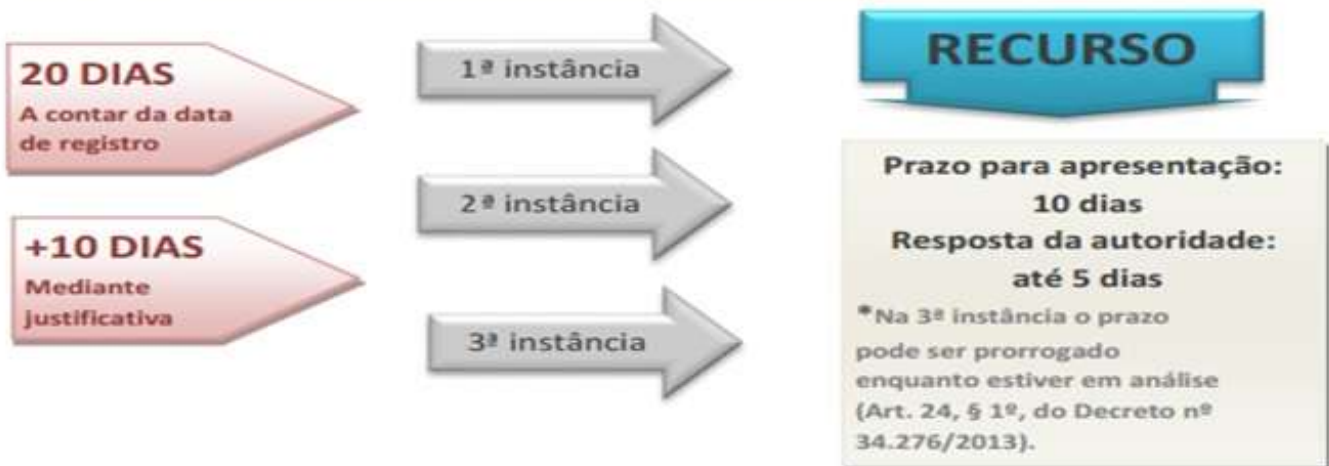 20 DIAS
A contar da data
de registro
+10 DIAS
Mediante
justificativa
1ª instância
2ª instância
3ª instância
RECURSO
Prazo para apresentação:
10 dias
Resposta da autoridade:
até 5 dias
*Na 3ª instância o prazo
pode ser prorrogado
enquanto estiver em análise
(Art. 24, § 1º, do Decreto nº
34.276/2013).